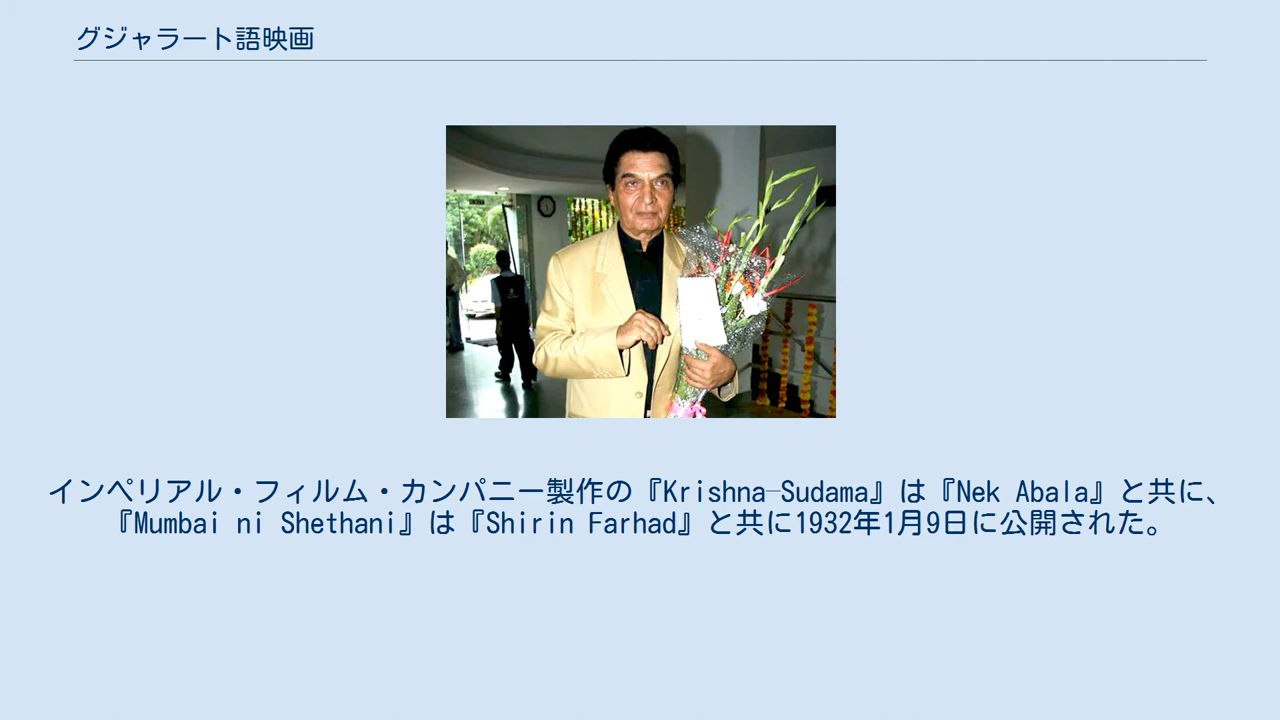 グジャラート語映画
インペリアル・フィルム・カンパニー製作の『Krishna-Sudama』は『Nek Abala』と共に、
『Mumbai ni Shethani』は『Shirin Farhad』と共に1932年1月9日に公開された。